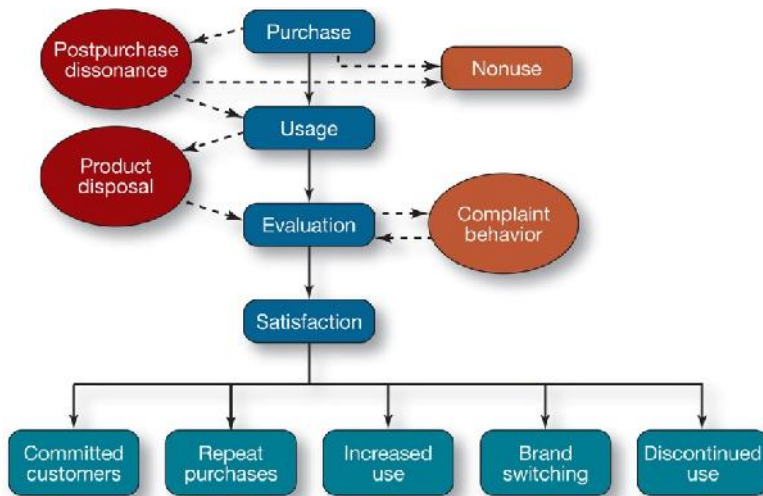 Purchase
Postpurchase
dissonance
Nonuse
Usage
Product
disposal
Evaluation
Complaint
behavior
Satisfaction
Committed
customers
Repeat
purchases
Increased
use
Brand
switching
Discontinued
use